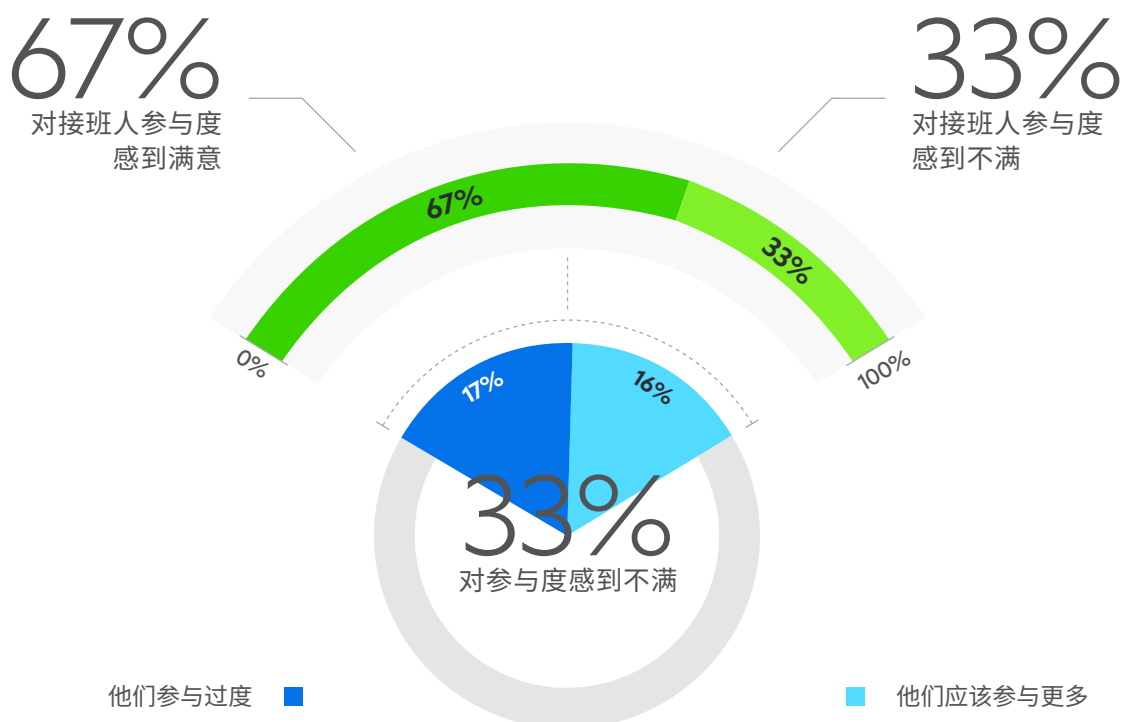 67%
对接班人参与度
感到满意
33%
对接班人参与度
感到不满
67%
33%
0%
100%
17%
16%
33%
对参与度感到不满
他们参与过度
他们应该参与更多